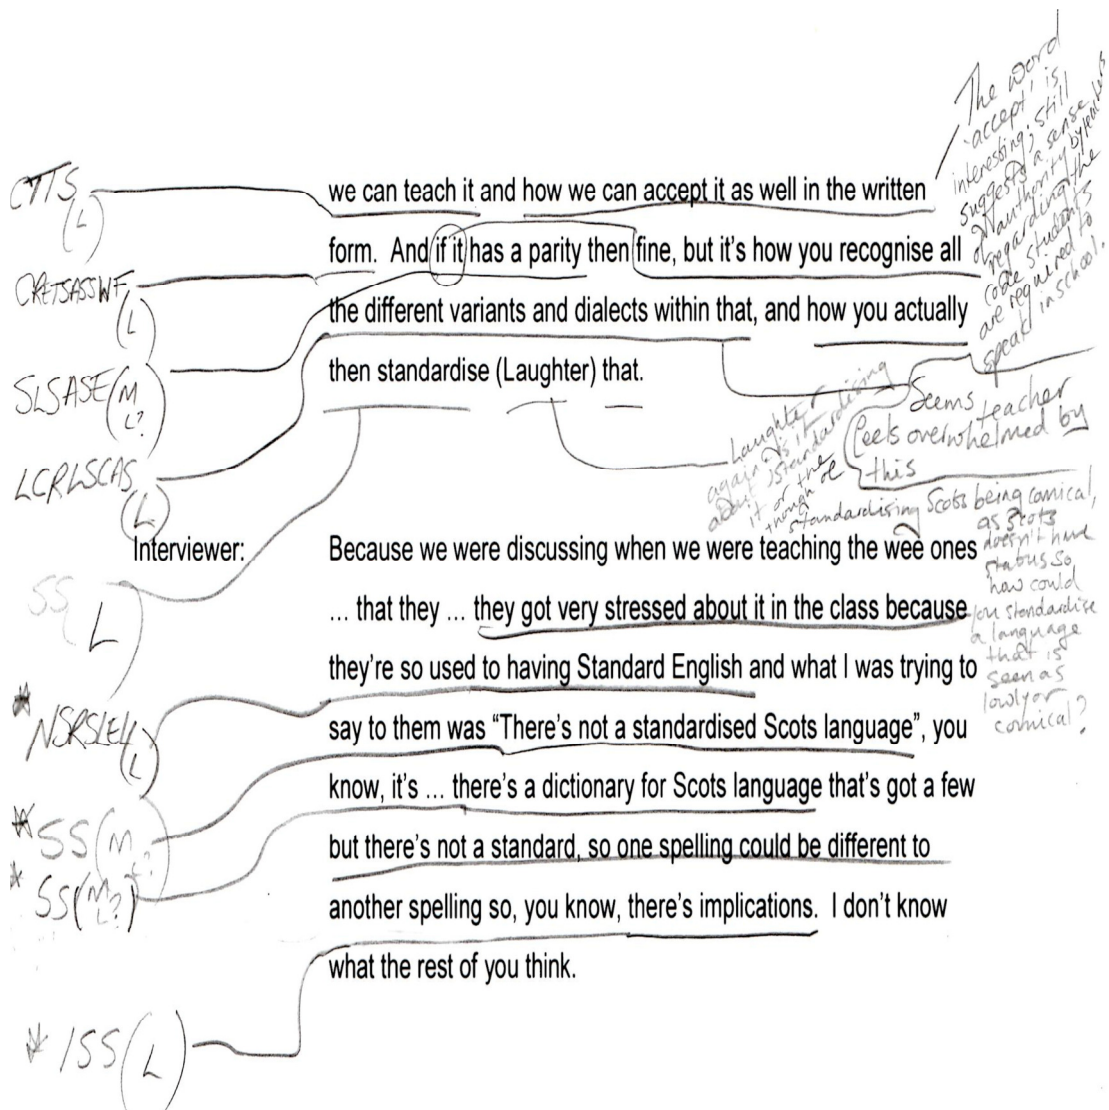 The word
'accept' is
interesting; still
suggests a sense
of authority by teachers
regarding the
code students
are required to
speak in school.
CTTS
(L)
we can teach it and how we can accept it as well in the written
form. And if it has a parity then fine, but it's how you recognise all
CRETSASSWF
(L)
the different variants and dialects within that, and how you actually
SLSASE (M
L?)
then standardise (Laughter) that.
Seems teacher
feels overwhelmed by
this
Laughter
again is it
about standardising
it or the
though of
standardising Scots being comical,
as Scots
doesn't have
status so
how could
you standardise
a language
that is
seen as
lowly or
comical?
LCRLSCAS
(L)
Interviewer: Because we were discussing when we were teaching the wee ones
SS
(L)
... that they ... they got very stressed about it in the class because
they're so used to having Standard English and what I was trying to
* NSRSLEL
(L)
say to them was "There's not a standardised Scots language", you
know, it's ... there's a dictionary for Scots language that's got a few
* SS (M
L?)
but there's not a standard, so one spelling could be different to
* SS (M
L?)
another spelling so, you know, there's implications. I don't know
what the rest of you think.
* ISS (L)